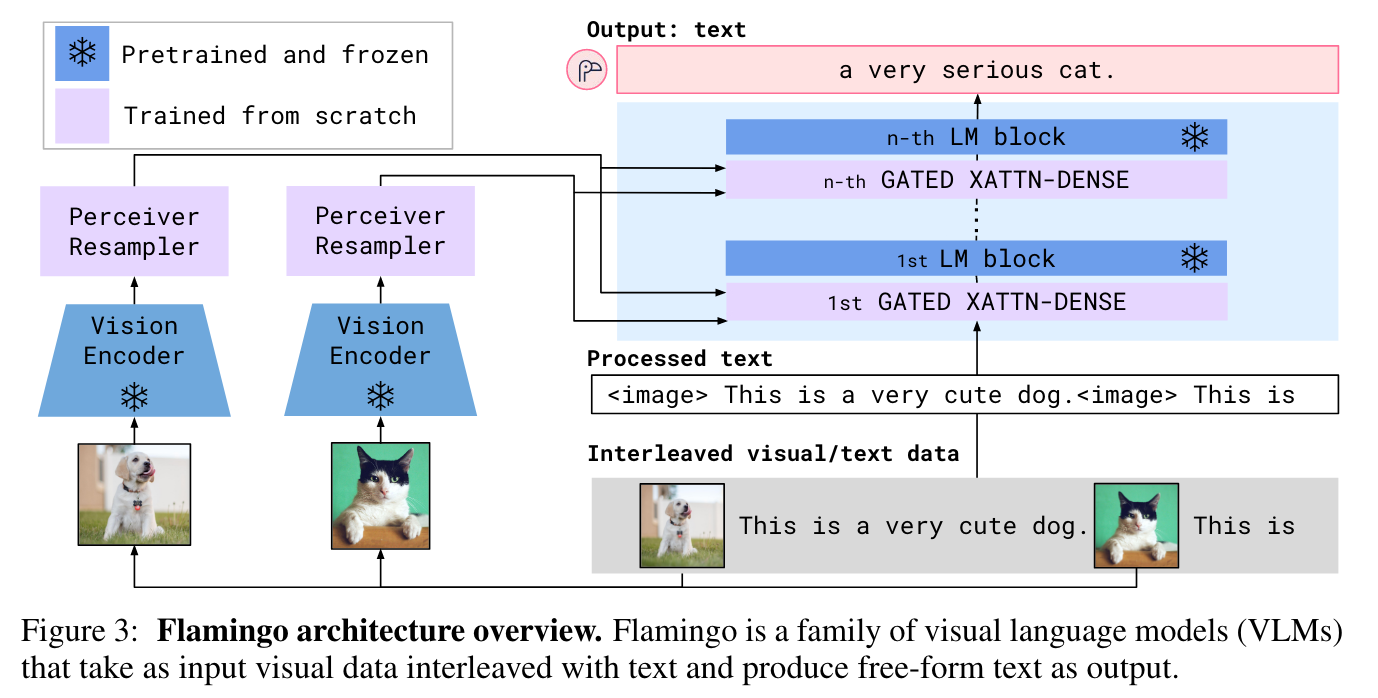 Pretrained and frozen
Trained from scratch
Output: text
a very serious cat.
n-th LM block
n-th GATED XATTN-DENSE
1st LM block
1st GATED XATTN-DENSE
Perceiver
Resampler
Perceiver
Resampler
Vision
Encoder
Vision
Encoder
Processed text
<image> This is a very cute dog.<image> This is
Interleaved visual/text data
This is a very cute dog.
This is
Figure 3: Flamingo architecture overview. Flamingo is a family of visual language models (VLMs)
that take as input visual data interleaved with text and produce free-form text as output.